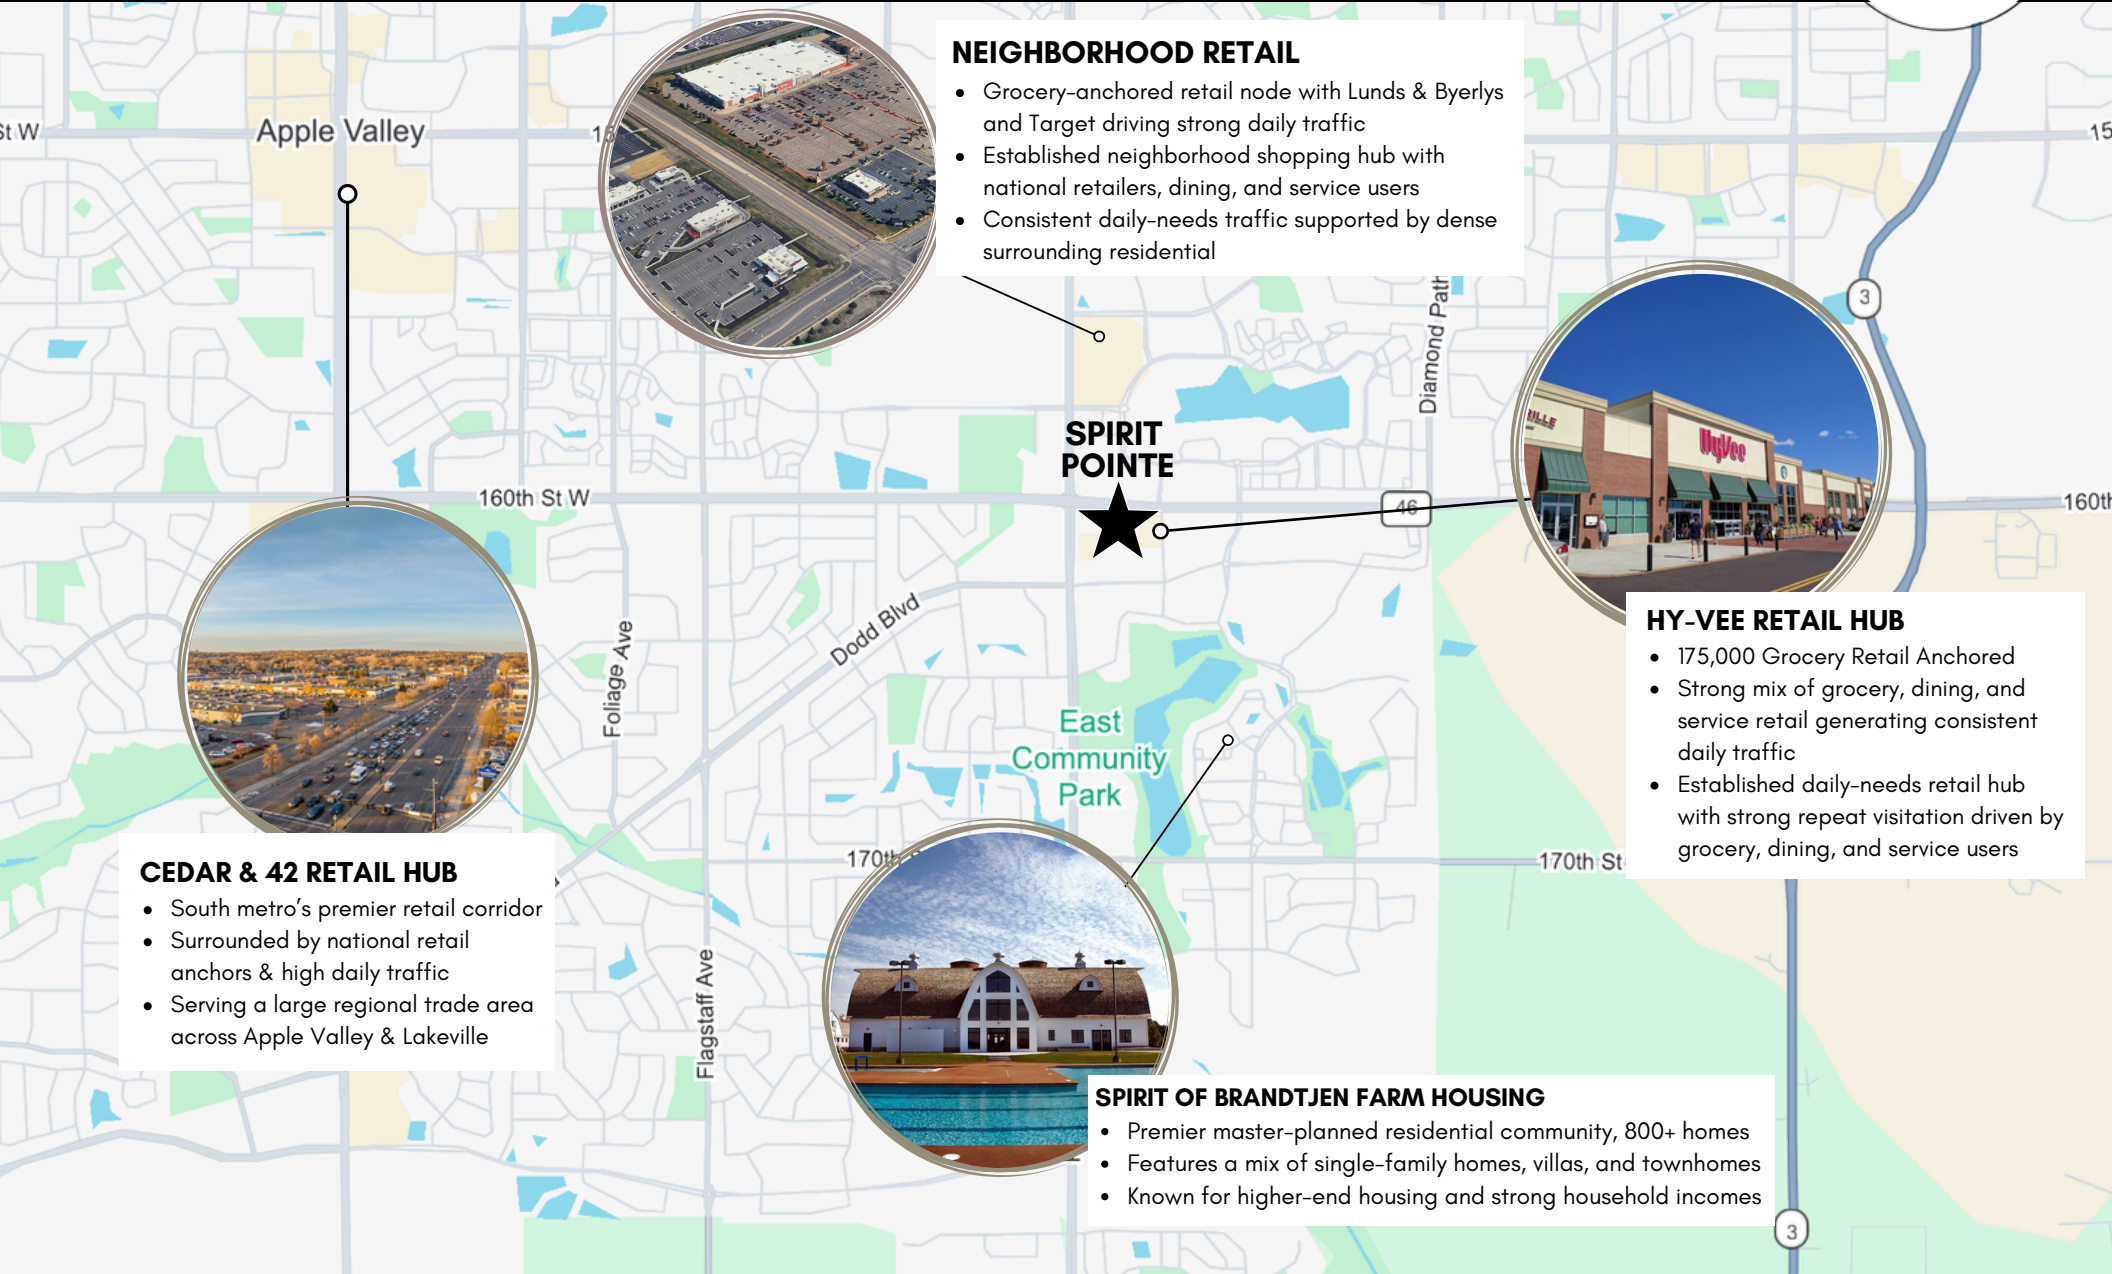 NEIGHBORHOOD RETAIL
• Grocery-anchored retail node with Lunds & Byerlys
and Target driving strong daily traffic
• Established neighborhood shopping hub with
national retailers, dining, and service users
• Consistent daily-needs traffic supported by dense
surrounding residential
St W
Apple Valley
15
3
Diamond Path
SPIRIT
POINTE
HyVee
160th St W
46
160th
Foliage Ave
Dodd Blvd
HY-VEE RETAIL HUB
• 175,000 Grocery Retail Anchored
• Strong mix of grocery, dining, and
service retail generating consistent
daily traffic
• Established daily-needs retail hub
with strong repeat visitation driven by
grocery, dining, and service users
East
Community
Park
170th
170th St
CEDAR & 42 RETAIL HUB
• South metro's premier retail corridor
• Surrounded by national retail
anchors & high daily traffic
• Serving a large regional trade area
across Apple Valley & Lakeville
Flagstaff Ave
SPIRIT OF BRANDTJEN FARM HOUSING
• Premier master-planned residential community, 800+ homes
• Features a mix of single-family homes, villas, and townhomes
• Known for higher-end housing and strong household incomes
3